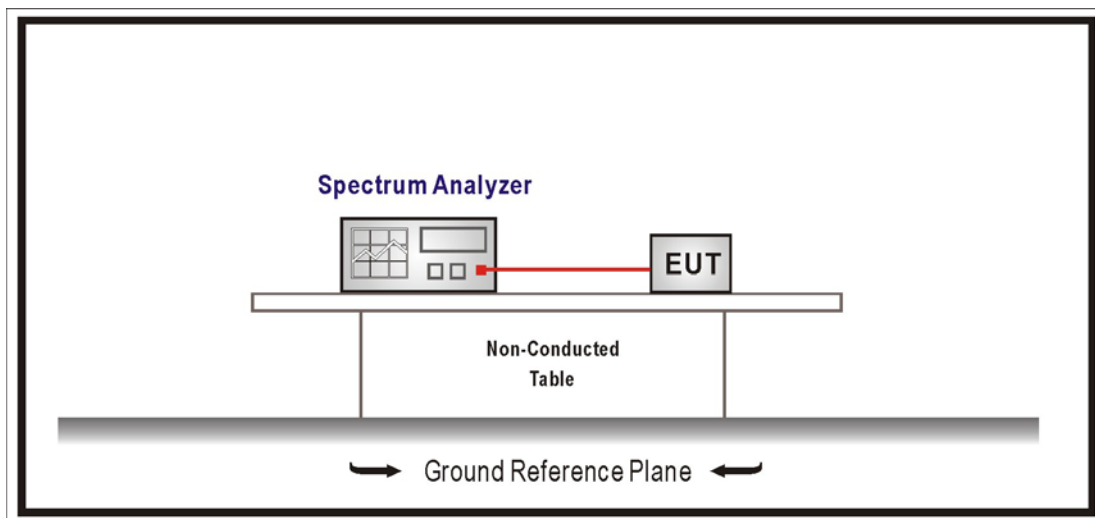 Spectrum Analyzer
EUT
Non-Conducted
Table
Ground Reference Plane